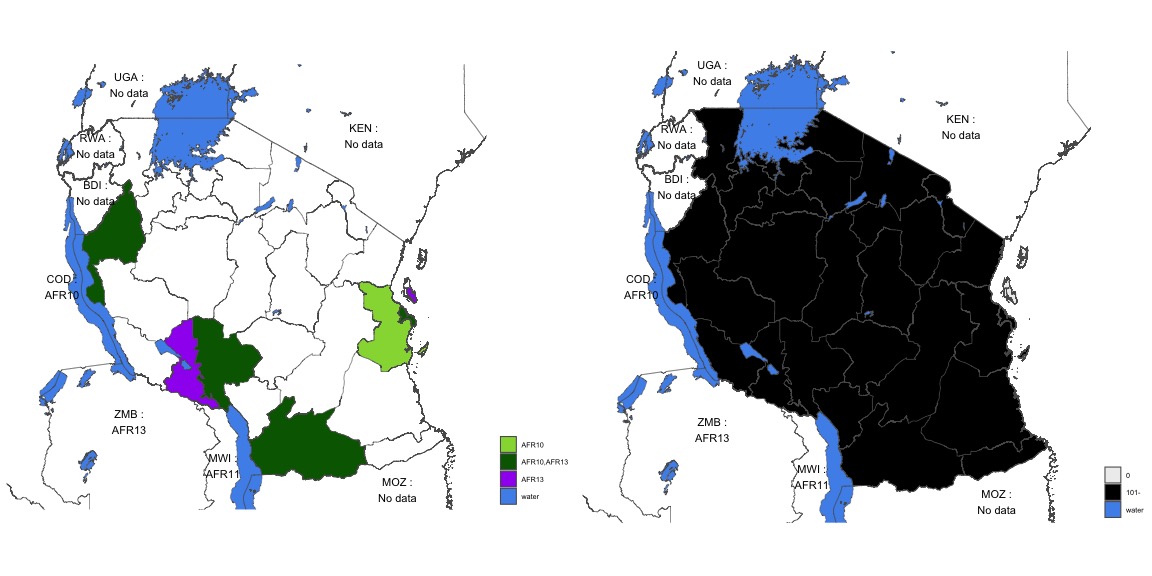 UGA :
No data
KEN :
No data
RWA :
No data
BDI :
No data
COD :
AFR10
ZMB :
AFR13
MWI :
AFR11
MOZ :
No data
AFR10
AFR10,AFR13
AFR13
water
UGA :
No data
KEN :
No data
RWA :
No data
BDI :
No data
COD :
AFR10
ZMB :
AFR13
MWI :
AFR11
MOZ :
No data
0
101-
water